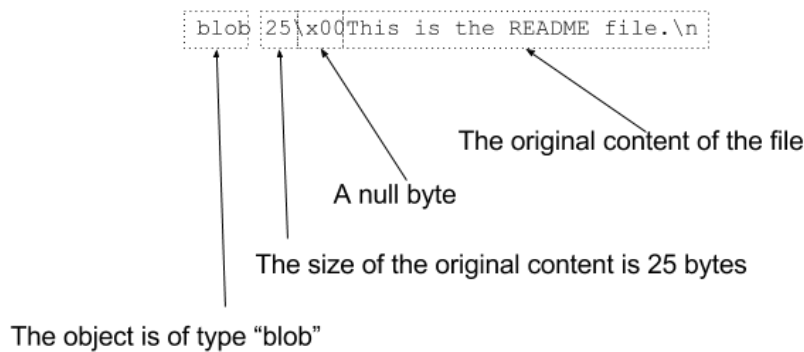 blob 25\x00This is the README file.\n
The original content of the file
A null byte
The size of the original content is 25 bytes
The object is of type “blob”